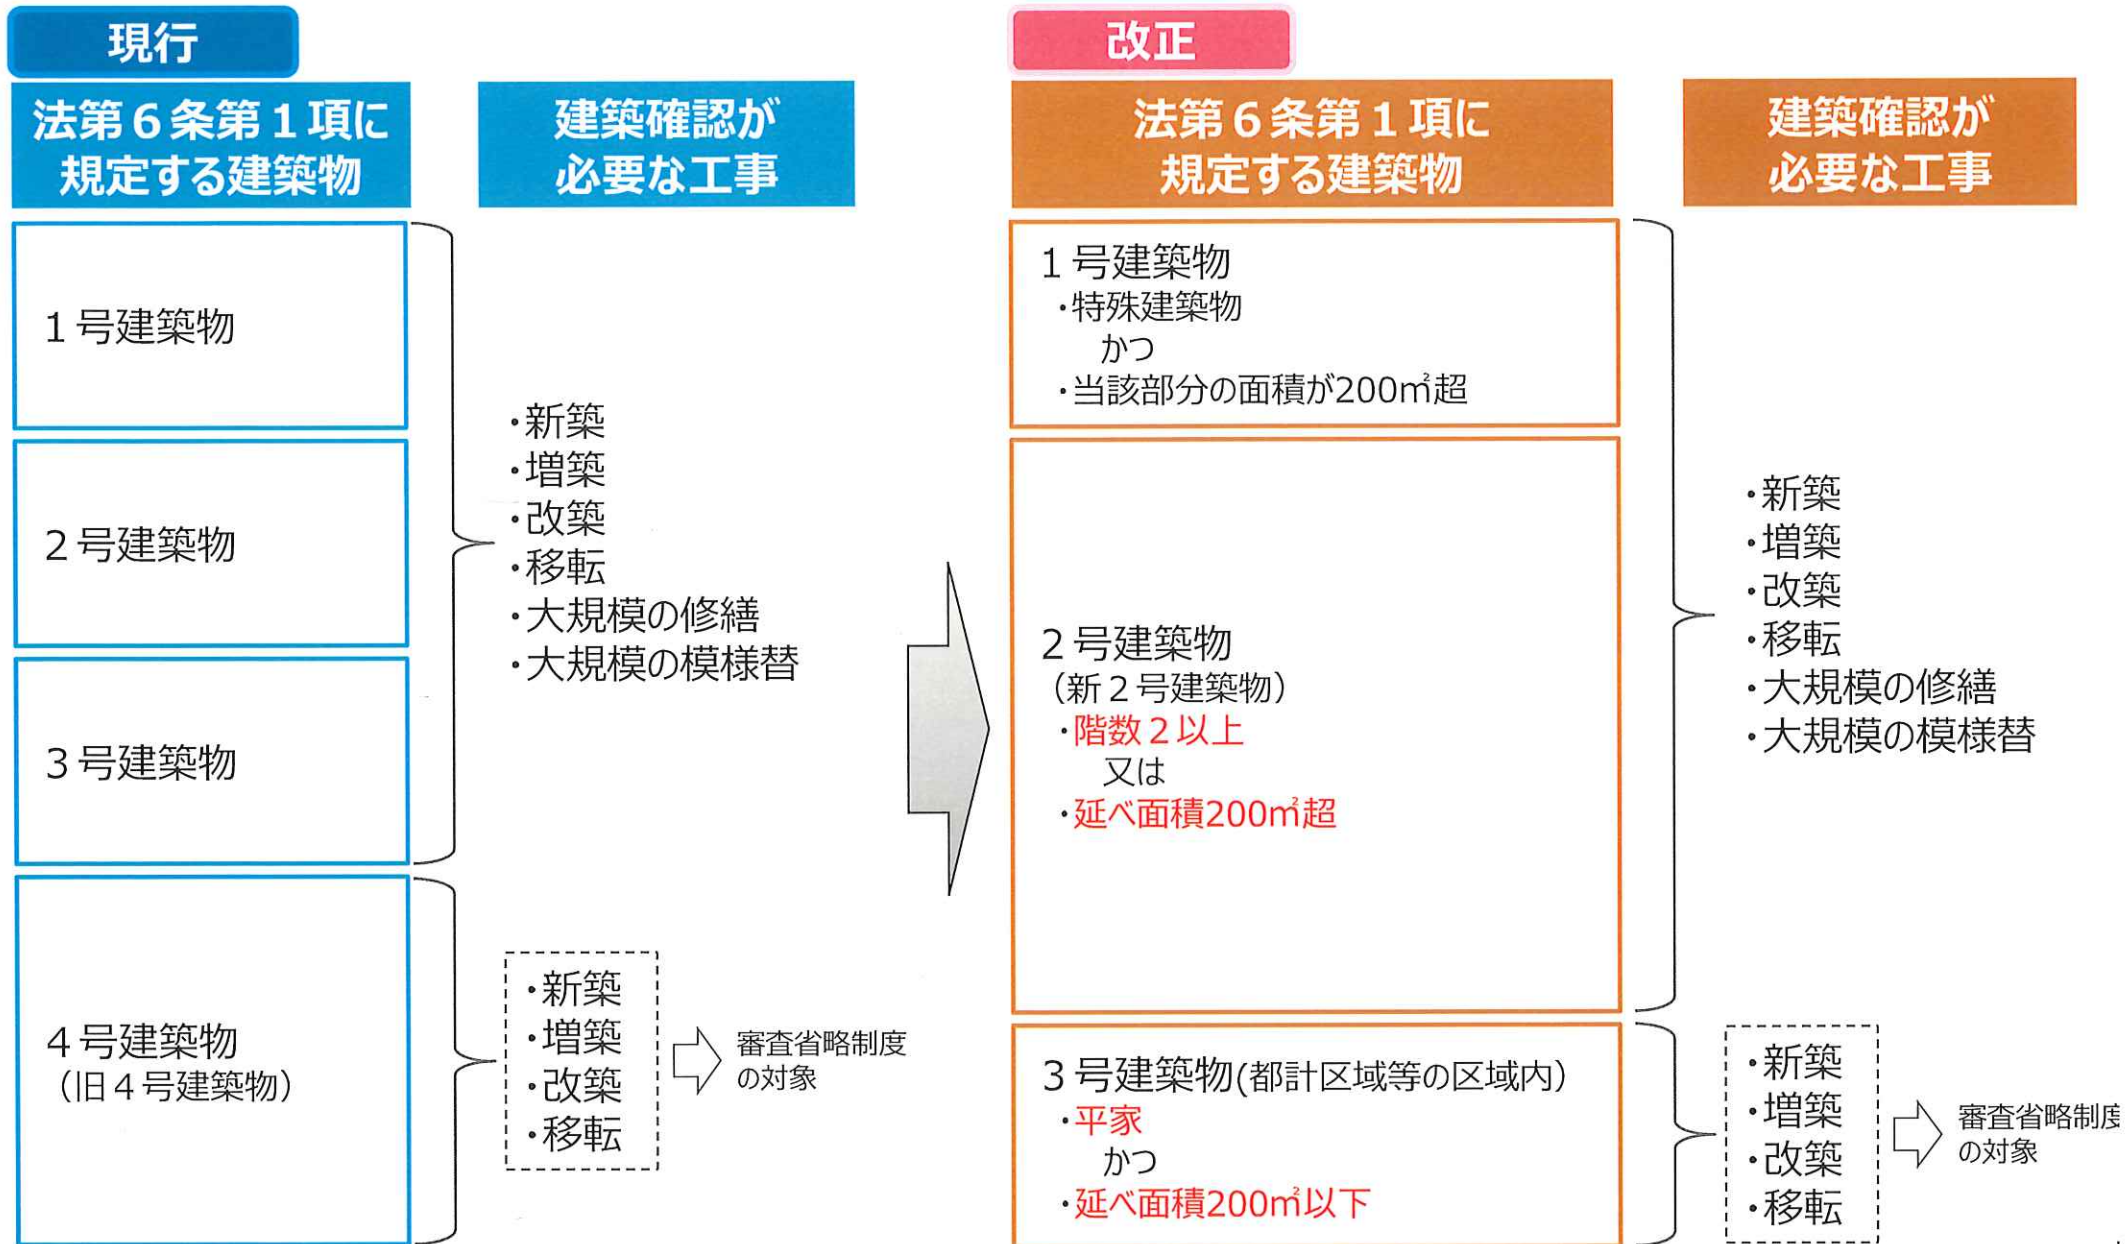 現行
法第６条第１項に
規定する建築物
建築確認が
必要な工事
１号建築物
２号建築物
３号建築物
・新築
・増築
・改築
・移転
・大規模の修繕
・大規模の模様替
４号建築物
（旧４号建築物）
・新築
・増築
・改築
・移転
審査省略制度
の対象
改正
法第６条第１項に
規定する建築物
建築確認が
必要な工事
１号建築物
・特殊建築物
かつ
・当該部分の面積が200㎡超
２号建築物
（新２号建築物）
・階数２以上
又は
・延べ面積200㎡超
・新築
・増築
・改築
・移転
・大規模の修繕
・大規模の模様替
３号建築物(都計区域等の区域内）
・平家
かつ
・延べ面積200㎡以下
・新築
・増築
・改築
・移転
審査省略制度
の対象